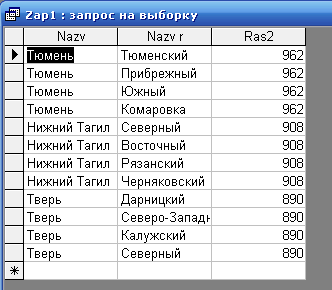 Zap1 : запрос на выборку
Nazv Nazv r Ras2
Тюмень Тюменский 962
Тюмень Прибрежный 962
Тюмень Южный 962
Тюмень Комаровка 962
Нижний Тагил Северный 908
Нижний Тагил Восточный 908
Нижний Тагил Рязанский 908
Нижний Тагил Черняковский 908
Тверь Дарницкий 890
Тверь Северо-Западн 890
Тверь Калужский 890
Тверь Северный 890